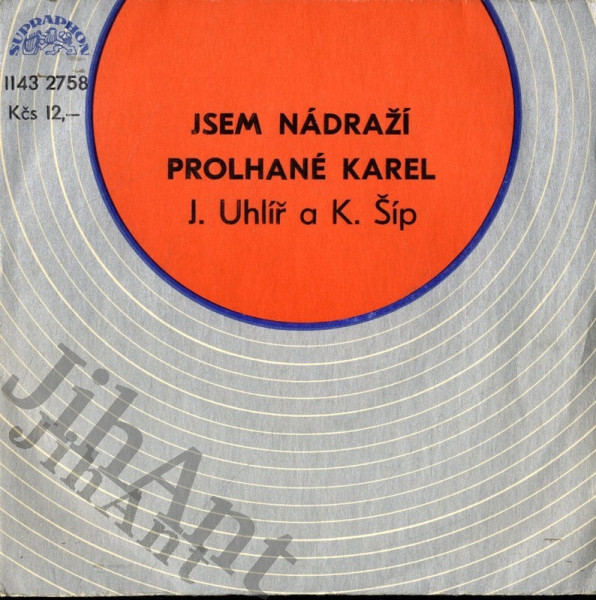 SUPRAPHON
1143 2758
Kčs 12,–
JSEM NÁDRAŽÍ
PROLHANÉ KAREL
J. Uhlíř a K. Šíp
JihAnt
JihAnt